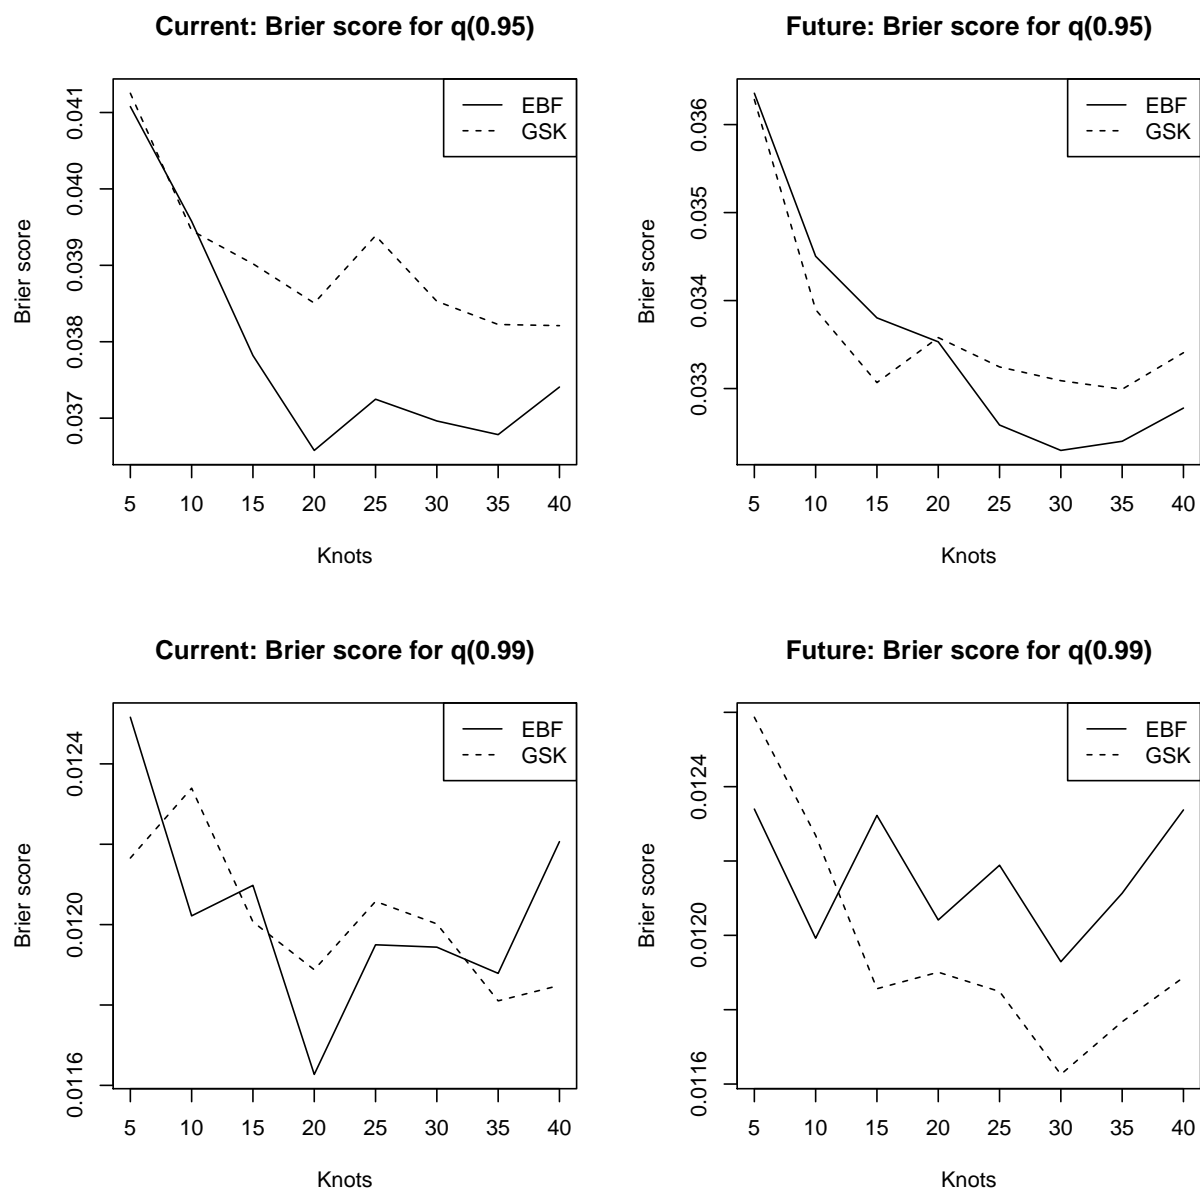 Current: Brier score for q(0.95)
EBF
GSK
Brier score
0.041
0.040
0.039
0.038
0.037
5 10 15 20 25 30 35 40
Knots
Future: Brier score for q(0.95)
EBF
GSK
Brier score
0.036
0.035
0.034
0.033
5 10 15 20 25 30 35 40
Knots
Current: Brier score for q(0.99)
EBF
GSK
Brier score
0.0124
0.0120
0.0116
5 10 15 20 25 30 35 40
Knots
Future: Brier score for q(0.99)
EBF
GSK
Brier score
0.0124
0.0120
0.0116
5 10 15 20 25 30 35 40
Knots